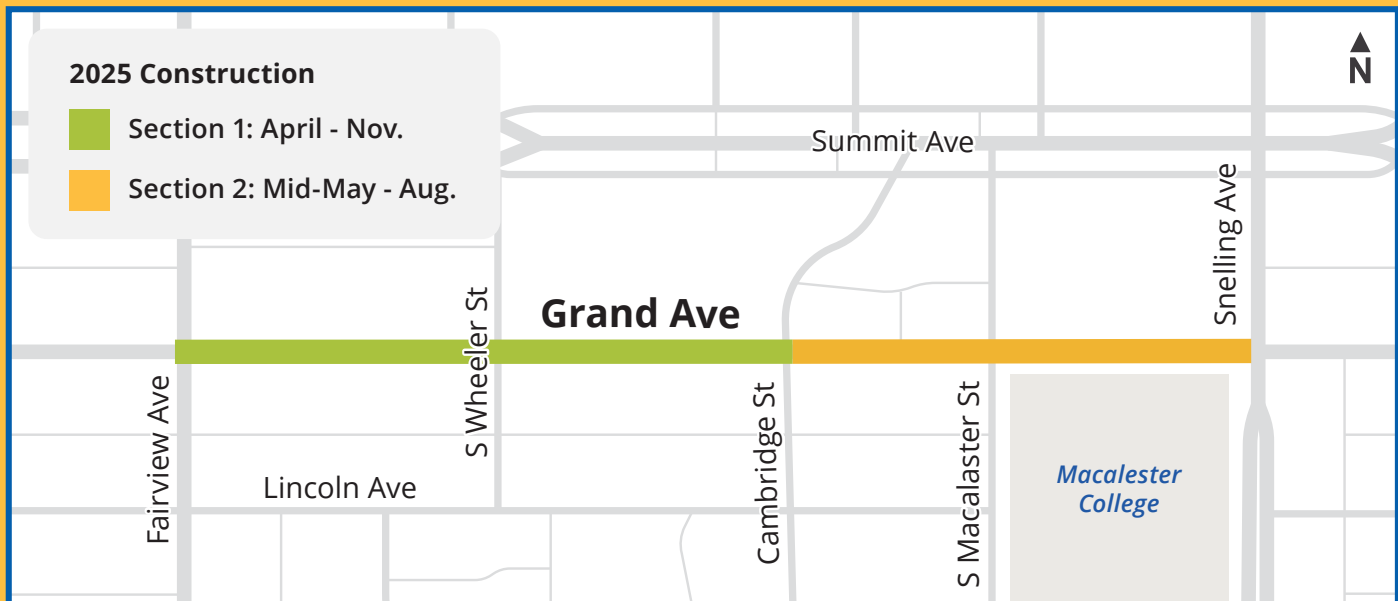 2025 Construction
Section 1: April - Nov.
Section 2: Mid-May - Aug.
N
Summit Ave
Snelling Ave
Grand Ave
S Wheeler St
Fairview Ave
Cambridge St
S Macalaster St
Lincoln Ave
Macalester
College